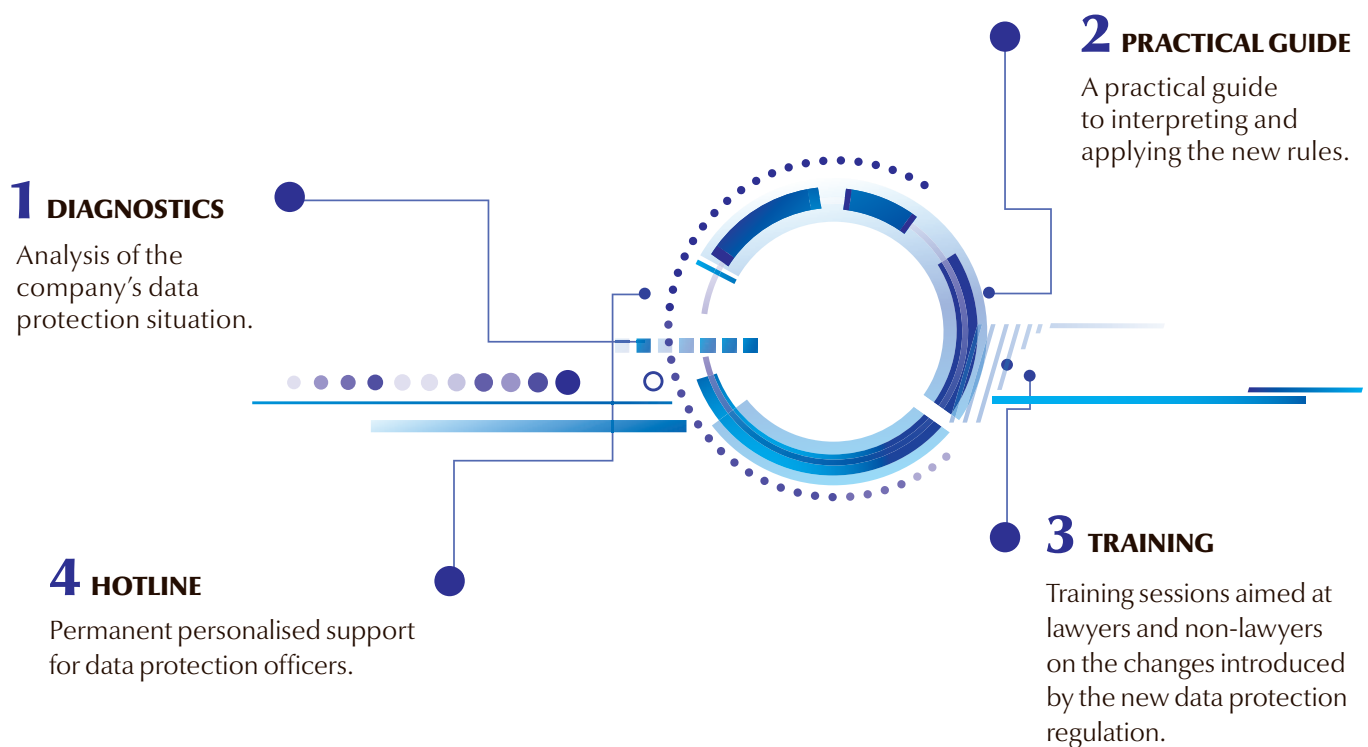 1 DIAGNOSTICS
Analysis of the
company’s data
protection situation.
2 PRACTICAL GUIDE
A practical guide
to interpreting and
applying the new rules.
3 TRAINING
Training sessions aimed at
lawyers and non-lawyers
on the changes introduced
by the new data protection
regulation.
4 HOTLINE
Permanent personalised support
for data protection officers.